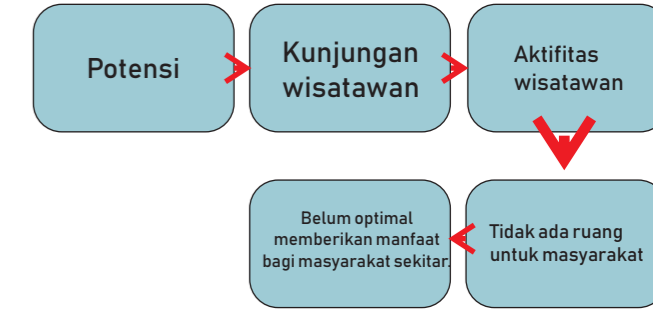 Potensi
Kunjungan
wisatawan
Aktifitas
wisatawan
Tidak ada ruang
untuk masyarakat
Belum optimal
memberikan manfaat
bagi masyarakat sekitar.